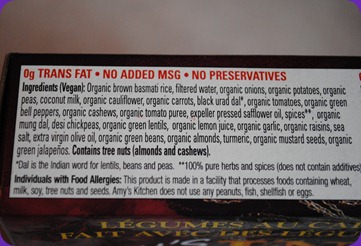 0g TRANS FAT • NO ADDED MSG • NO PRESERVATIVES
Ingredients (Vegan): Organic brown basmati rice, filtered water, organic onions, organic potatoes, organic
peas, coconut milk, organic cauliflower, organic carrots, black urad dal*, organic tomatoes, organic green
bell peppers, organic cashews, organic tomato puree, expeller pressed safflower oil, spices**, organic
mung dal, desi chickpeas, organic green lentils, organic lemon juice, organic garlic, organic raisins, sea
salt, extra virgin olive oil, organic green beans, organic almonds, turmeric, organic mustard seeds, organic
green jalapeños. Contains tree nuts (almonds and cashews).
*Dal is the Indian word for lentils, beans and peas. **100% pure herbs and spices (does not contain additives)
Individuals with Food Allergies: This product is made in a facility that processes foods containing wheat,
milk, soy, tree nuts and seeds. Amy's Kitchen does not use any peanuts, fish, shellfish or eggs.